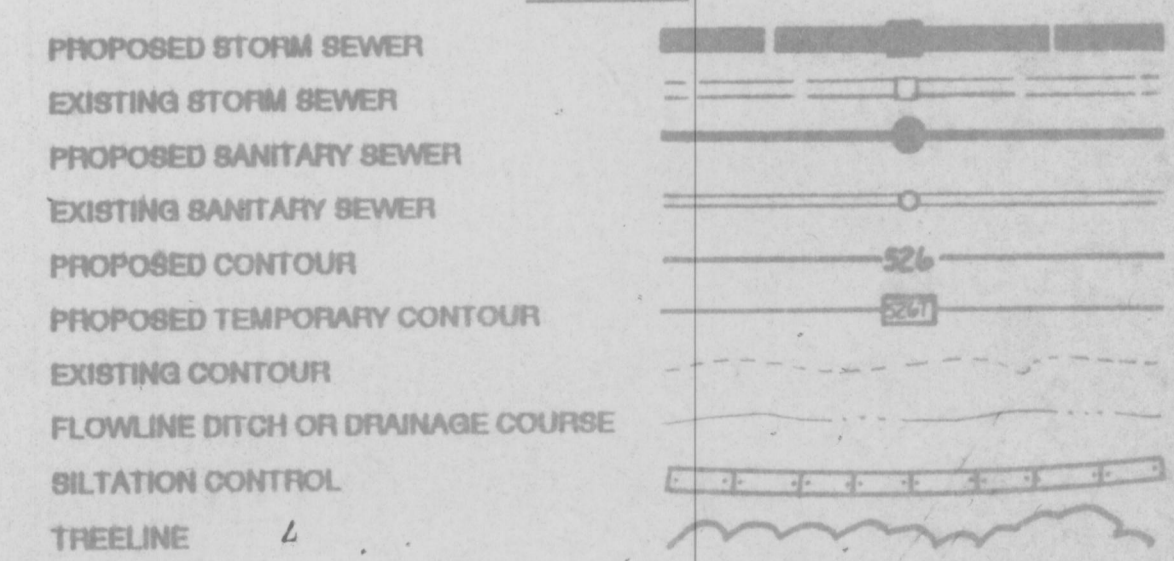 PROPOSED STORM SEWER
EXISTING STORM SEWER
PROPOSED SANITARY SEWER
EXISTING SANITARY SEWER
PROPOSED CONTOUR 526
PROPOSED TEMPORARY CONTOUR 526T
EXISTING CONTOUR
FLOWLINE DITCH OR DRAINAGE COURSE
SILTATION CONTROL
TREELINE